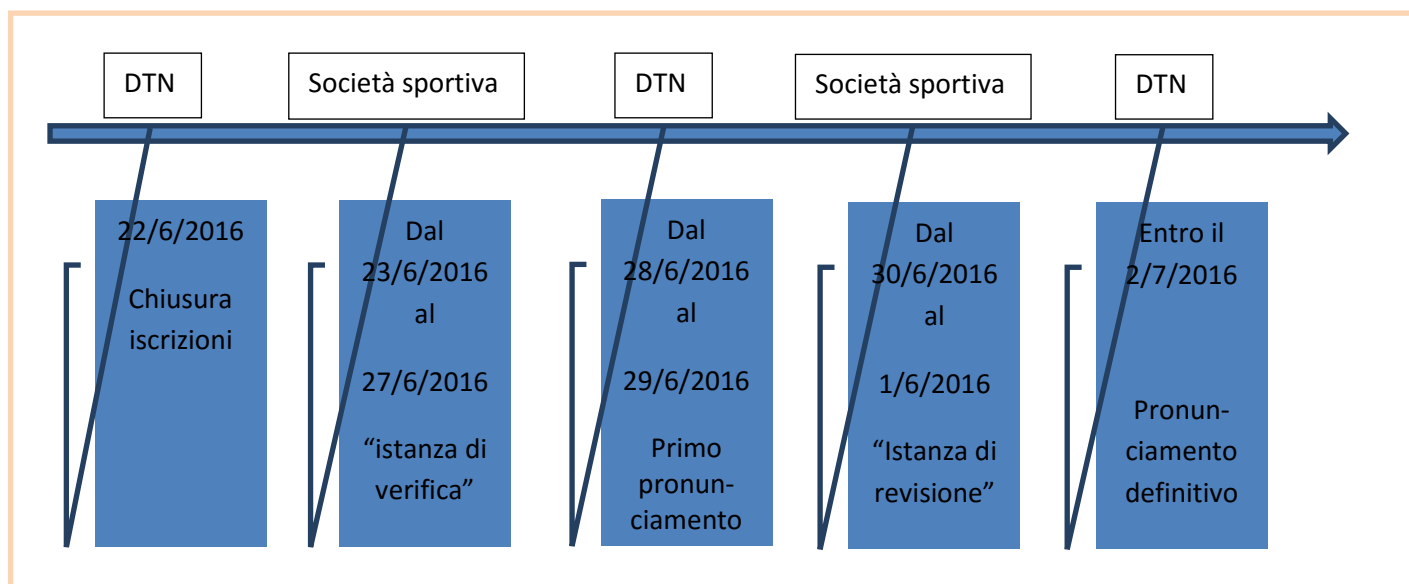 DTN
Società sportiva
DTN
Società sportiva
DTN
22/6/2016
Chiusura
iscrizioni
Dal
23/6/2016
al
27/6/2016
“istanza di
verifica”
Dal
28/6/2016
al
29/6/2016
Primo
pronun-
ciamento
Dal
30/6/2016
al
1/6/2016
“Istanza di
revisione”
Entro il
2/7/2016
Pronun-
ciamento
definitivo